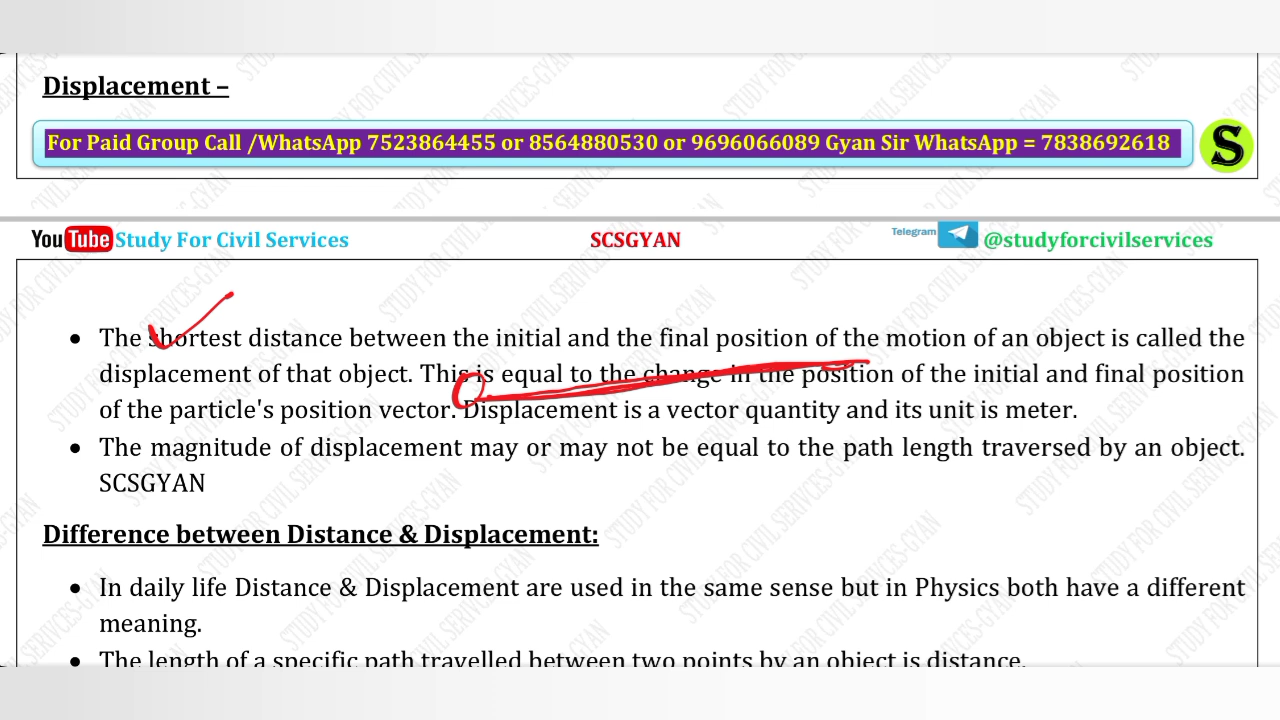 Displacement –
For Paid Group Call /WhatsApp 7523864455 or 8564880530 or 9696066089 Gyan Sir WhatsApp = 7838692618
S
YouTube Study For Civil Services SCSGYAN Telegram @studyforcivilservices
• The shortest distance between the initial and the final position of the motion of an object is called the
displacement of that object. This is equal to the change in the position of the initial and final position
of the particle's position vector. Displacement is a vector quantity and its unit is meter.
• The magnitude of displacement may or may not be equal to the path length traversed by an object.
SCSGYAN
Difference between Distance & Displacement:
• In daily life Distance & Displacement are used in the same sense but in Physics both have a different
meaning.
• The length of a specific path travelled between two points by an object is distance.
STUDY FOR CIVIL SERIVCES-GYAN